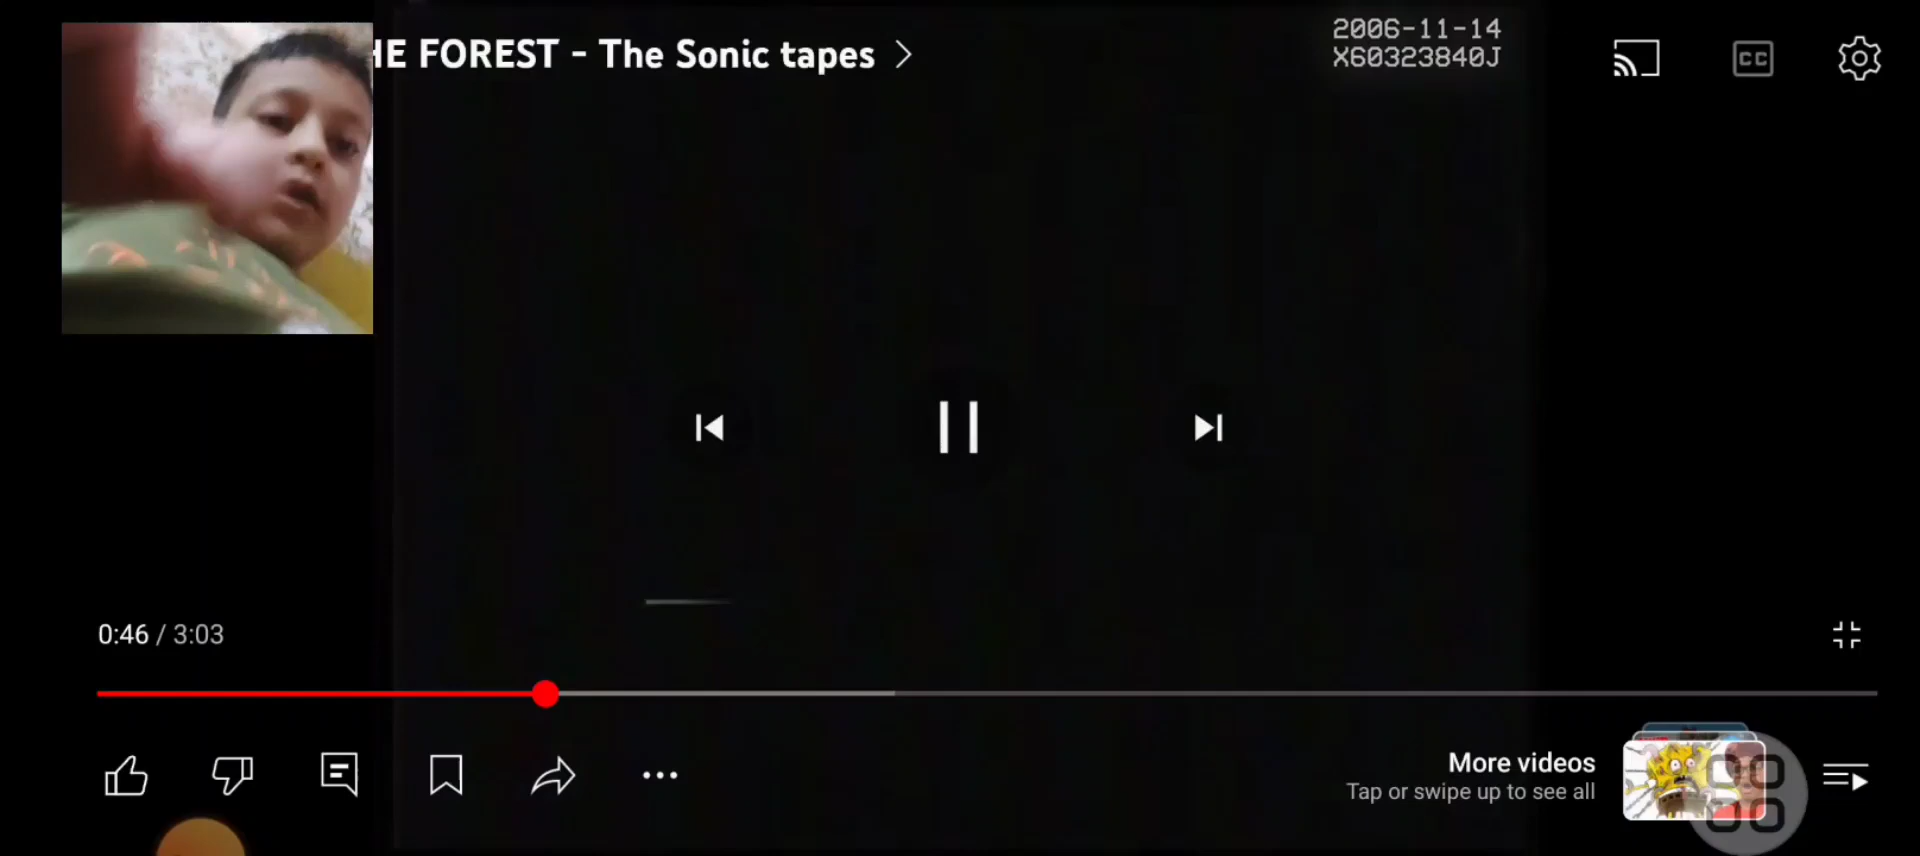 HE FOREST - The Sonic tapes
2006-11-14
X60323840J
CC
0:46 / 3:03
More videos
Tap or swipe up to see all